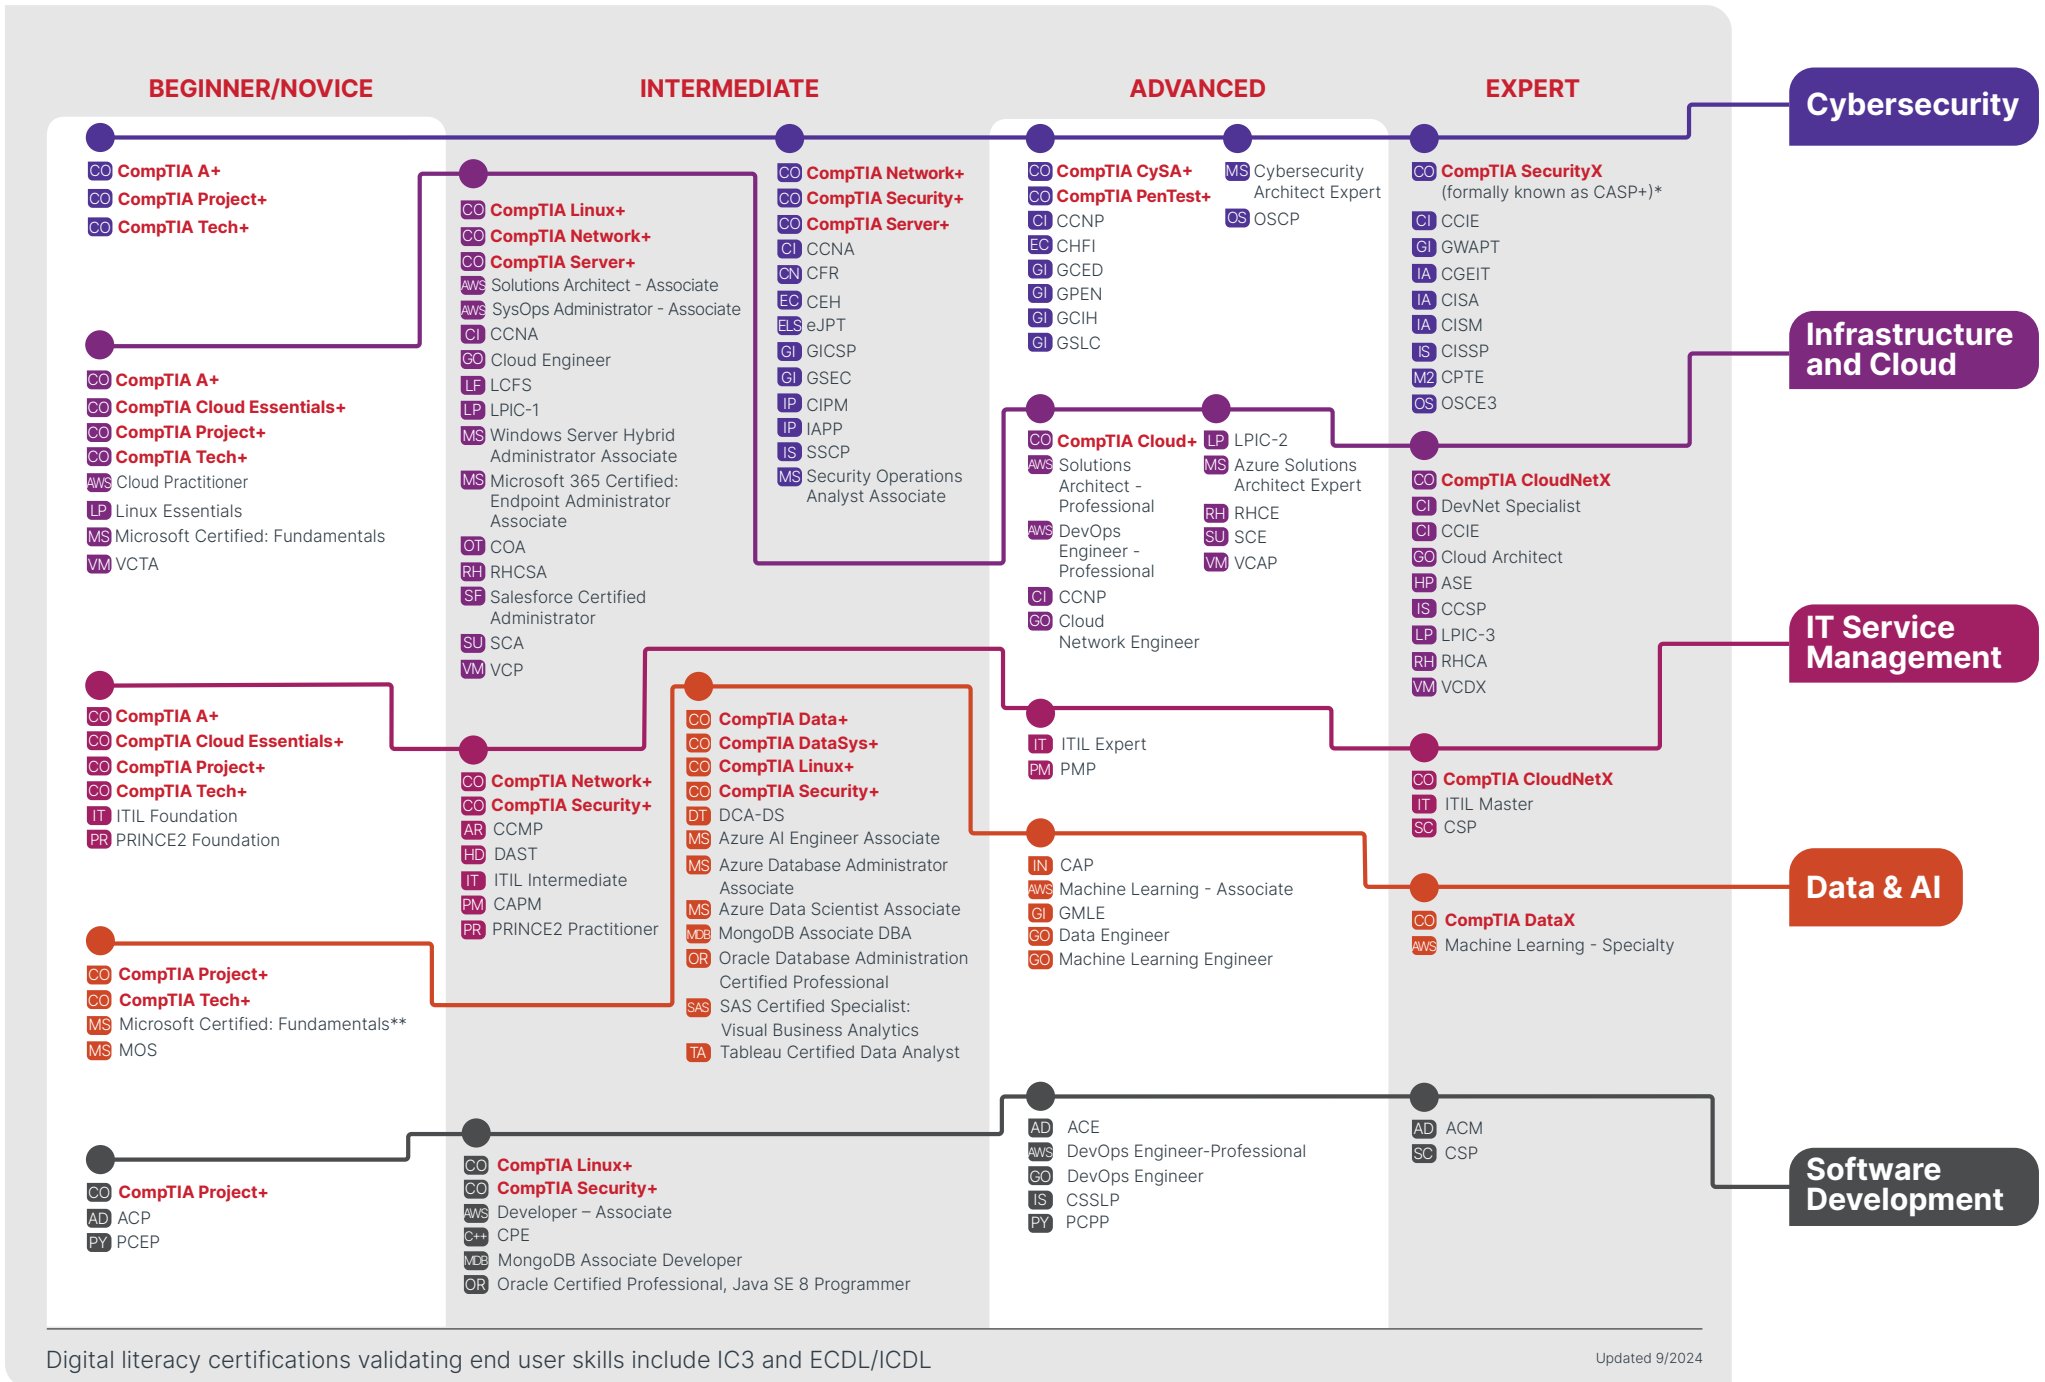 BEGINNER/NOVICE
INTERMEDIATE
ADVANCED
EXPERT
Cybersecurity
CO CompTIA A+
CO CompTIA Project+
CO CompTIA Tech+
CO CompTIA Network+
CO CompTIA Security+
CO CompTIA Server+
CI CCNA
CN CFR
EC CEH
ELS eJPT
GI GICSP
GI GSEC
IP CIPM
IP IAPP
IS SSCP
MS Security Operations
Analyst Associate
CO CompTIA CySA+
CO CompTIA PenTest+
CI CCNP
EC CHFI
GI GCED
GI GPEN
GI GCIH
GI GSLC
MS Cybersecurity
Architect Expert
OS OSCP
CO CompTIA SecurityX
(formally known as CASP+)*
CI CCIE
GI GWAPT
IA CGEIT
IA CISA
IA CISM
IS CISSP
M2 CPTE
OS OSCE3
Infrastructure
and Cloud
CO CompTIA A+
CO CompTIA Cloud Essentials+
CO CompTIA Project+
CO CompTIA Tech+
AWS Cloud Practitioner
LP Linux Essentials
MS Microsoft Certified: Fundamentals
VM VCTA
CO CompTIA Linux+
CO CompTIA Network+
CO CompTIA Server+
AWS Solutions Architect - Associate
AWS SysOps Administrator - Associate
CI CCNA
GO Cloud Engineer
LF LCFS
LP LPIC-1
MS Windows Server Hybrid
Administrator Associate
MS Microsoft 365 Certified:
Endpoint Administrator
Associate
OT COA
RH RHCSA
SF Salesforce Certified
Administrator
SU SCA
VM VCP
CO CompTIA Cloud+
AWS Solutions
Architect -
Professional
AWS DevOps
Engineer -
Professional
CI CCNP
GO Cloud
Network Engineer
LP LPIC-2
MS Azure Solutions
Architect Expert
RH RHCE
SU SCE
VM VCAP
CO CompTIA CloudNetX
CI DevNet Specialist
CI CCIE
GO Cloud Architect
HP ASE
IS CCSP
LP LPIC-3
RH RHCA
VM VCDX
IT Service
Management
CO CompTIA A+
CO CompTIA Cloud Essentials+
CO CompTIA Project+
CO CompTIA Tech+
IT ITIL Foundation
PR PRINCE2 Foundation
CO CompTIA Network+
CO CompTIA Security+
AR CCMP
HD DAST
IT ITIL Intermediate
PM CAPM
PR PRINCE2 Practitioner
IT ITIL Expert
PM PMP
CO CompTIA CloudNetX
IT ITIL Master
SC CSP
Data & AI
CO CompTIA Project+
CO CompTIA Tech+
MS Microsoft Certified: Fundamentals**
MS MOS
CO CompTIA Data+
CO CompTIA DataSys+
CO CompTIA Linux+
CO CompTIA Security+
DT DCA-DS
MS Azure AI Engineer Associate
MS Azure Database Administrator
Associate
MS Azure Data Scientist Associate
MDB MongoDB Associate DBA
OR Oracle Database Administration
Certified Professional
SAS SAS Certified Specialist:
Visual Business Analytics
TA Tableau Certified Data Analyst
IN CAP
AWS Machine Learning - Associate
GI GMLE
GO Data Engineer
GO Machine Learning Engineer
CO CompTIA DataX
AWS Machine Learning - Specialty
Software
Development
CO CompTIA Project+
AD ACP
PY PCEP
CO CompTIA Linux+
CO CompTIA Security+
AWS Developer – Associate
C++ CPE
MDB MongoDB Associate Developer
OR Oracle Certified Professional, Java SE 8 Programmer
AD ACE
AWS DevOps Engineer-Professional
GO DevOps Engineer
IS CSSLP
PY PCPP
AD ACM
SC CSP
Digital literacy certifications validating end user skills include IC3 and ECDL/ICDL
Updated 9/2024